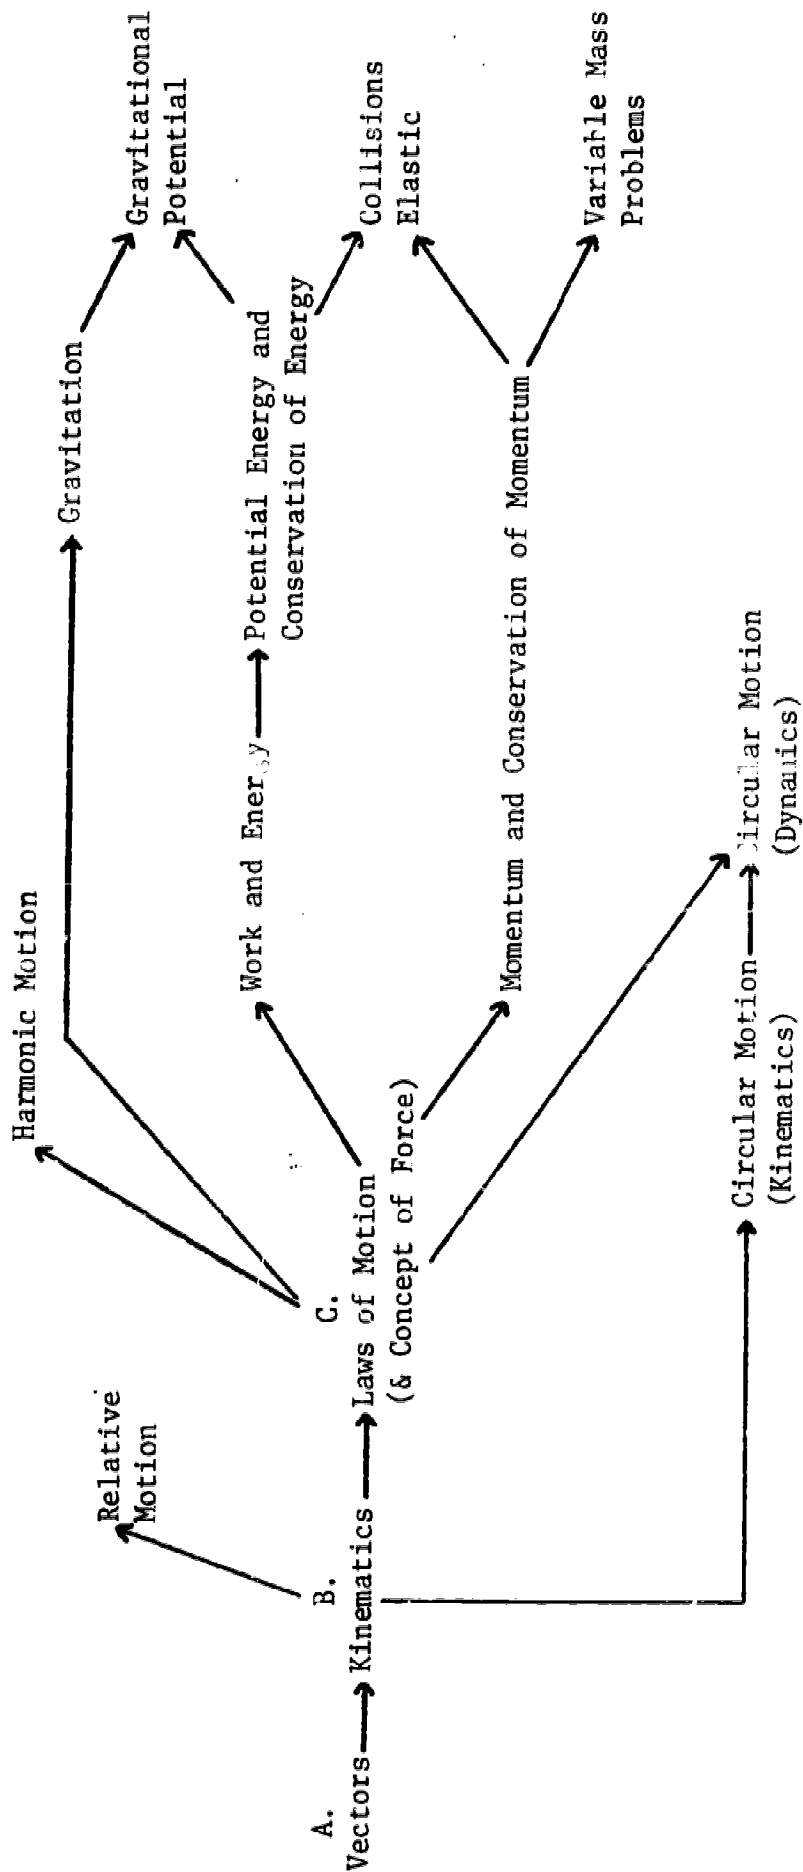 A.
Vectors
B.
Kinematics
Relative
Motion
C.
Laws of Motion
(& Concept of Force)
Harmonic Motion
Gravitation
Gravitational
Potential
Work and Energy
Potential Energy and
Conservation of Energy
Collisions
Elastic
Momentum and Conservation of Momentum
Variable Mass
Problems
Circular Motion
(Kinematics)
Circular Motion
(Dynamics)